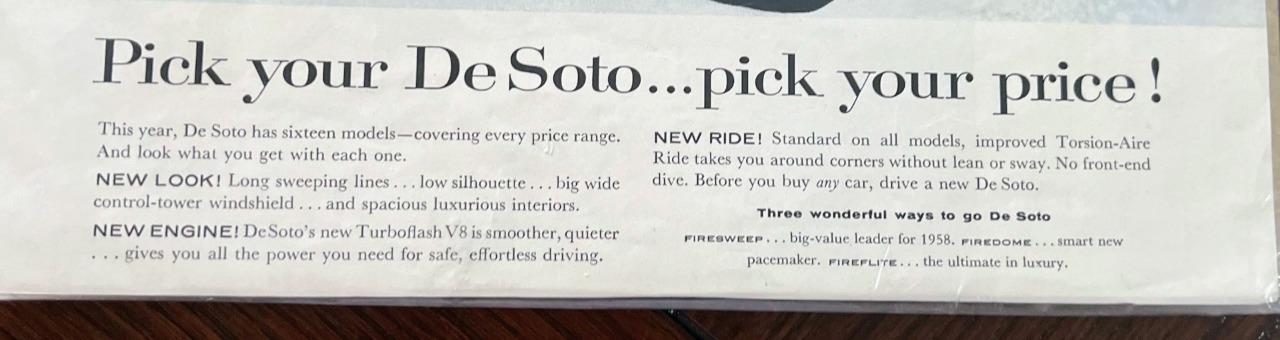 Pick your De Soto...pick your price!
This year, De Soto has sixteen models—covering every price range.
And look what you get with each one.
NEW LOOK! Long sweeping lines . . . low silhouette . . . big wide
control-tower windshield . . . and spacious luxurious interiors.
NEW ENGINE! DeSoto's new Turboflash V8 is smoother, quieter
. . . gives you all the power you need for safe, effortless driving.
NEW RIDE! Standard on all models, improved Torsion-Aire
Ride takes you around corners without lean or sway. No front-end
dive. Before you buy any car, drive a new De Soto.
Three wonderful ways to go De Soto
FIRESWEEP . . . big-value leader for 1958. FIREDOME . . . smart new
pacemaker. FIREFLITE . . . the ultimate in luxury.